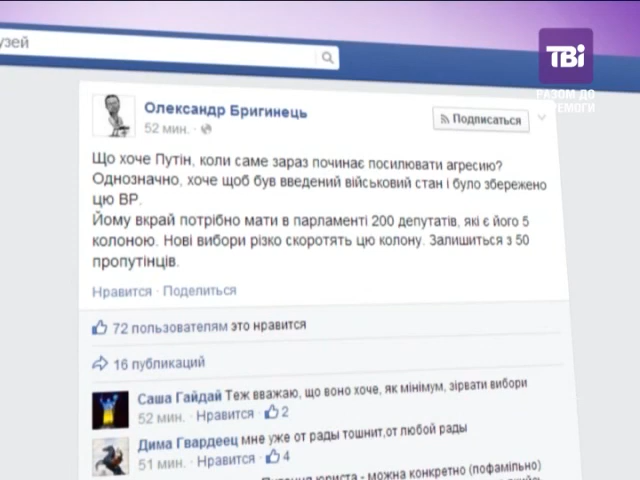 узей
ТВі
РАЗОМ ДО
ПЕРЕМОГИ
Олександр Бригинець
52 мин.
Подписаться
Що хоче Путін, коли саме зараз починає посилювати агресию?
Однозначно, хоче щоб був введений військовий стан і було збережено
цю ВР.
Йому вкрай потрібно мати в парламенті 200 депутатів, які є його 5
колоною. Нові вибори різко скоротять цю колону. Залишиться з 50
пропутінців.
Нравится · Поделиться
72 пользователям это нравится
16 публикаций
Саша Гайдай Теж вважаю, що воно хоче, як мінімум, зірвати вибори
52 мин. · Нравится · 2
Дима Гвардеец мне уже от рады тошнит,от любой рады
51 мин. · Нравится · 4
юриста - можна конкретно (пофамільно)